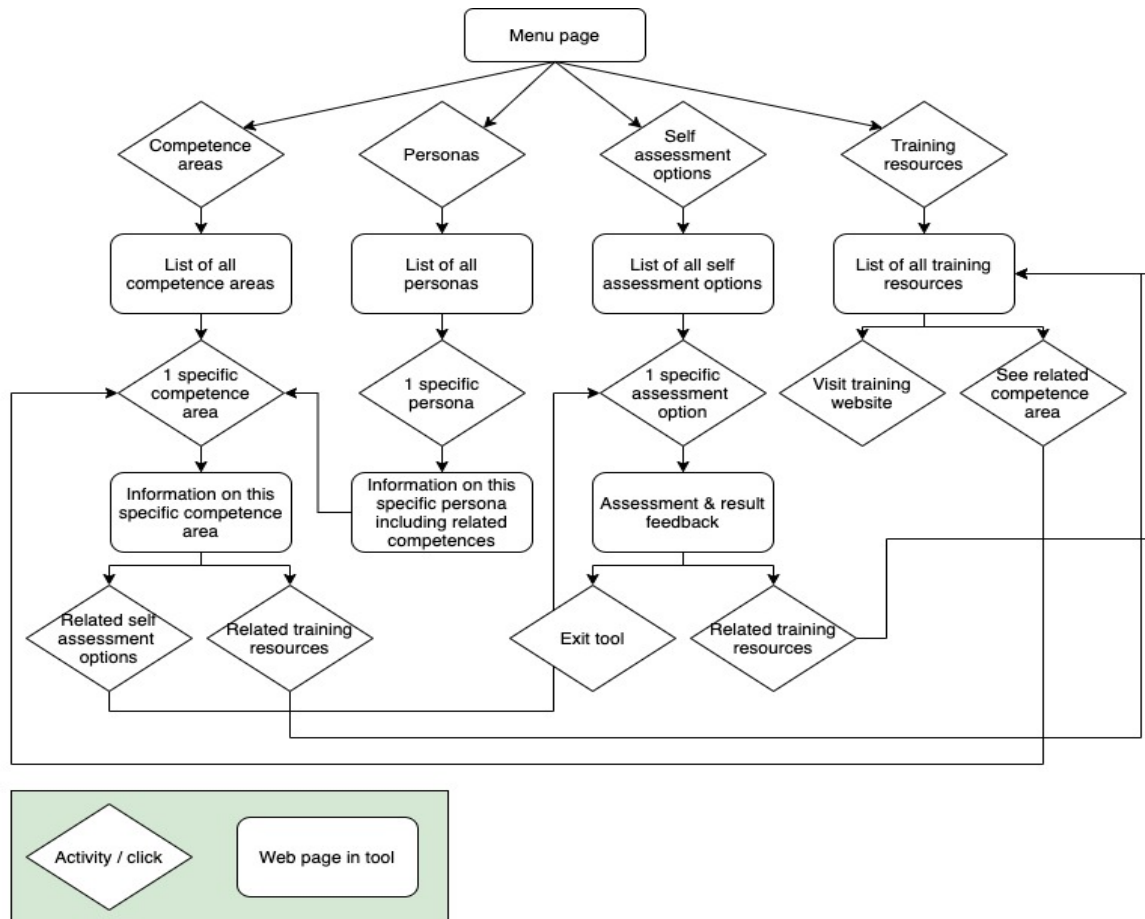 Menu page
Competence
areas
Personas
Self
assessment
options
Training
resources
List of all
competence areas
List of all
personas
List of all self
assessment options
List of all training
resources
1 specific
competence
area
1 specific
persona
1 specific
assessment
option
Visit training
website
See related
competence
area
Information on this
specific competence
area
Information on this
specific persona
including related
competences
Assessment & result
feedback
Related self
assessment
options
Related training
resources
Exit tool
Related training
resources
Activity / click
Web page in tool